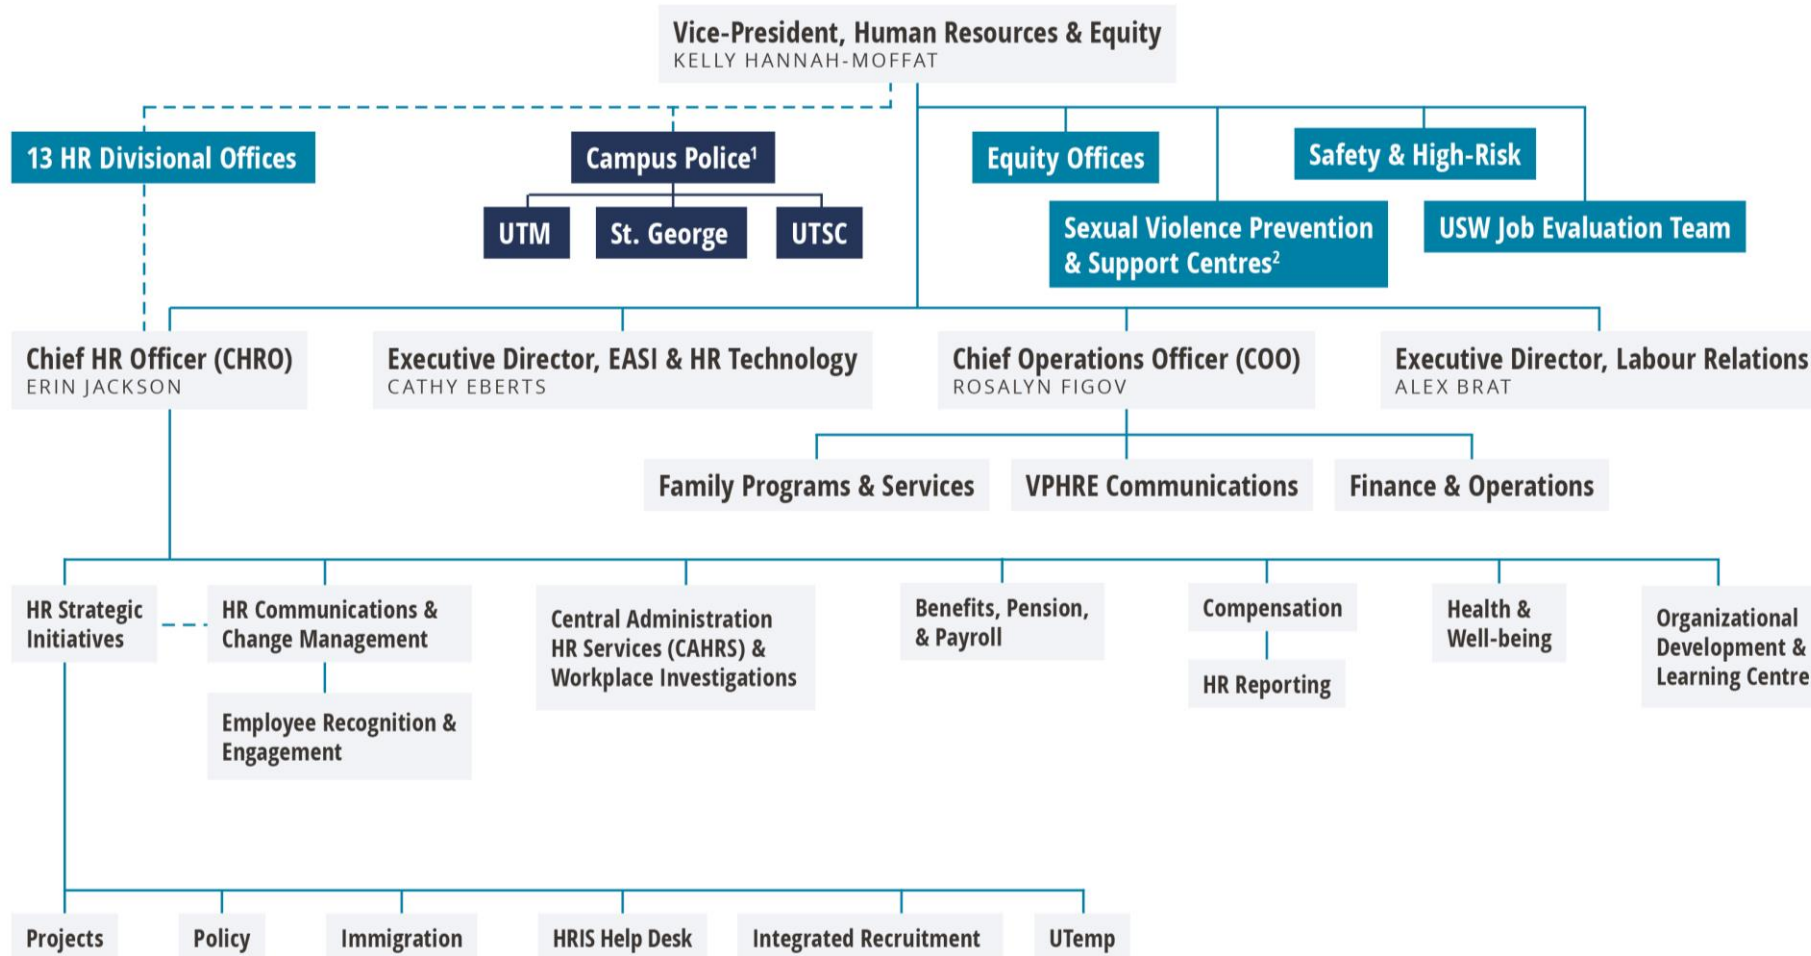 Vice-President, Human Resources & Equity
KELLY HANNAH-MOFFAT
13 HR Divisional Offices
Campus Police¹
Equity Offices
Safety & High-Risk
UTM
St. George
UTSC
Sexual Violence Prevention
& Support Centres²
USW Job Evaluation Team
Chief HR Officer (CHRO)
ERIN JACKSON
Executive Director, EASI & HR Technology
CATHY EBERTS
Chief Operations Officer (COO)
ROSALYN FIGOV
Executive Director, Labour Relations
ALEX BRAT
Family Programs & Services
VPHRE Communications
Finance & Operations
HR Strategic
Initiatives
HR Communications &
Change Management
Central Administration
HR Services (CAHRS) &
Workplace Investigations
Benefits, Pension,
& Payroll
Compensation
Health &
Well-being
Organizational
Development &
Learning Centre
HR Reporting
Employee Recognition &
Engagement
Projects
Policy
Immigration
HRIS Help Desk
Integrated Recruitment
UTemp